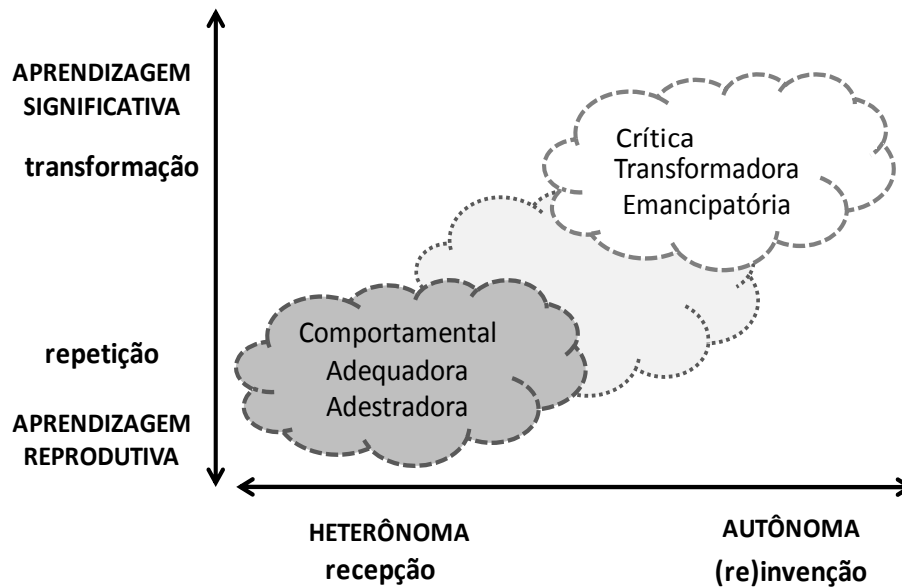 APRENDIZAGEM
SIGNIFICATIVA
transformação
Crítica
Transformadora
Emancipatória
repetição
APRENDIZAGEM
REPRODUTIVA
Comportamental
Adequadora
Adestradora
HETERÔNOMA
recepção
AUTÔNOMA
(re)invenção